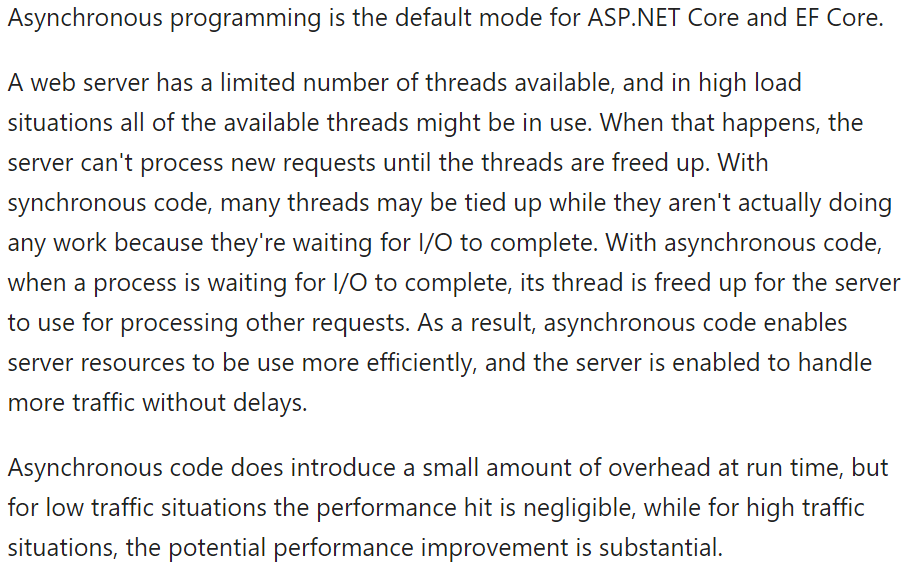 Asynchronous programming is the default mode for ASP.NET Core and EF Core.
A web server has a limited number of threads available, and in high load
situations all of the available threads might be in use. When that happens, the
server can't process new requests until the threads are freed up. With
synchronous code, many threads may be tied up while they aren't actually doing
any work because they're waiting for I/O to complete. With asynchronous code,
when a process is waiting for I/O to complete, its thread is freed up for the server
to use for processing other requests. As a result, asynchronous code enables
server resources to be use more efficiently, and the server is enabled to handle
more traffic without delays.
Asynchronous code does introduce a small amount of overhead at run time, but
for low traffic situations the performance hit is negligible, while for high traffic
situations, the potential performance improvement is substantial.